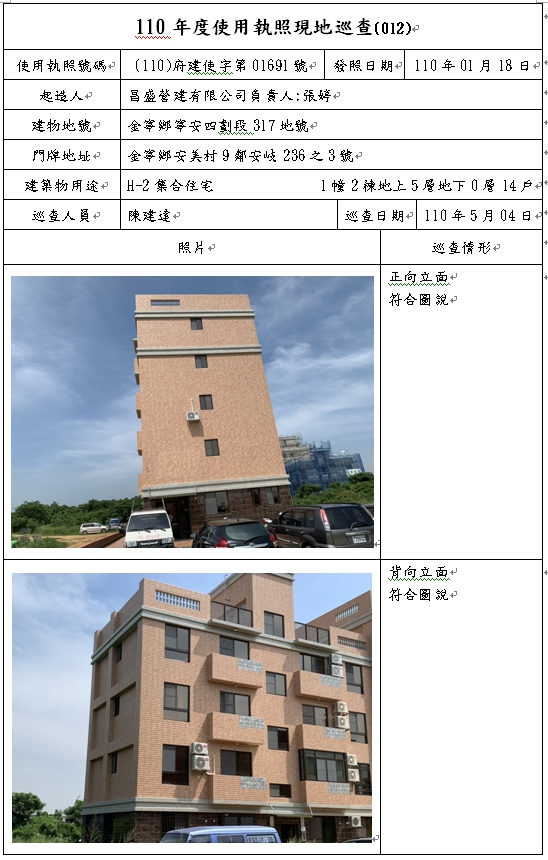 110 年度使用執照現地巡查(012)
使用執照號碼 (110)府建使字第 01691 號 發照日期 110 年 01 月 18 日
起造人 昌盛營建有限公司負責人:張婷
建物地號 金寧鄉寧安四劃段 317 地號
門牌地址 金寧鄉安美村 9 鄰安岐 236 之 3 號
建築物用途 H-2 集合住宅 1 幢 2 棟地上 5 層地下 0 層 14 戶
巡查人員 陳建達 巡查日期 110 年 5 月 04 日
照片 巡查情形
正向立面
符合圖說
背向立面
符合圖說